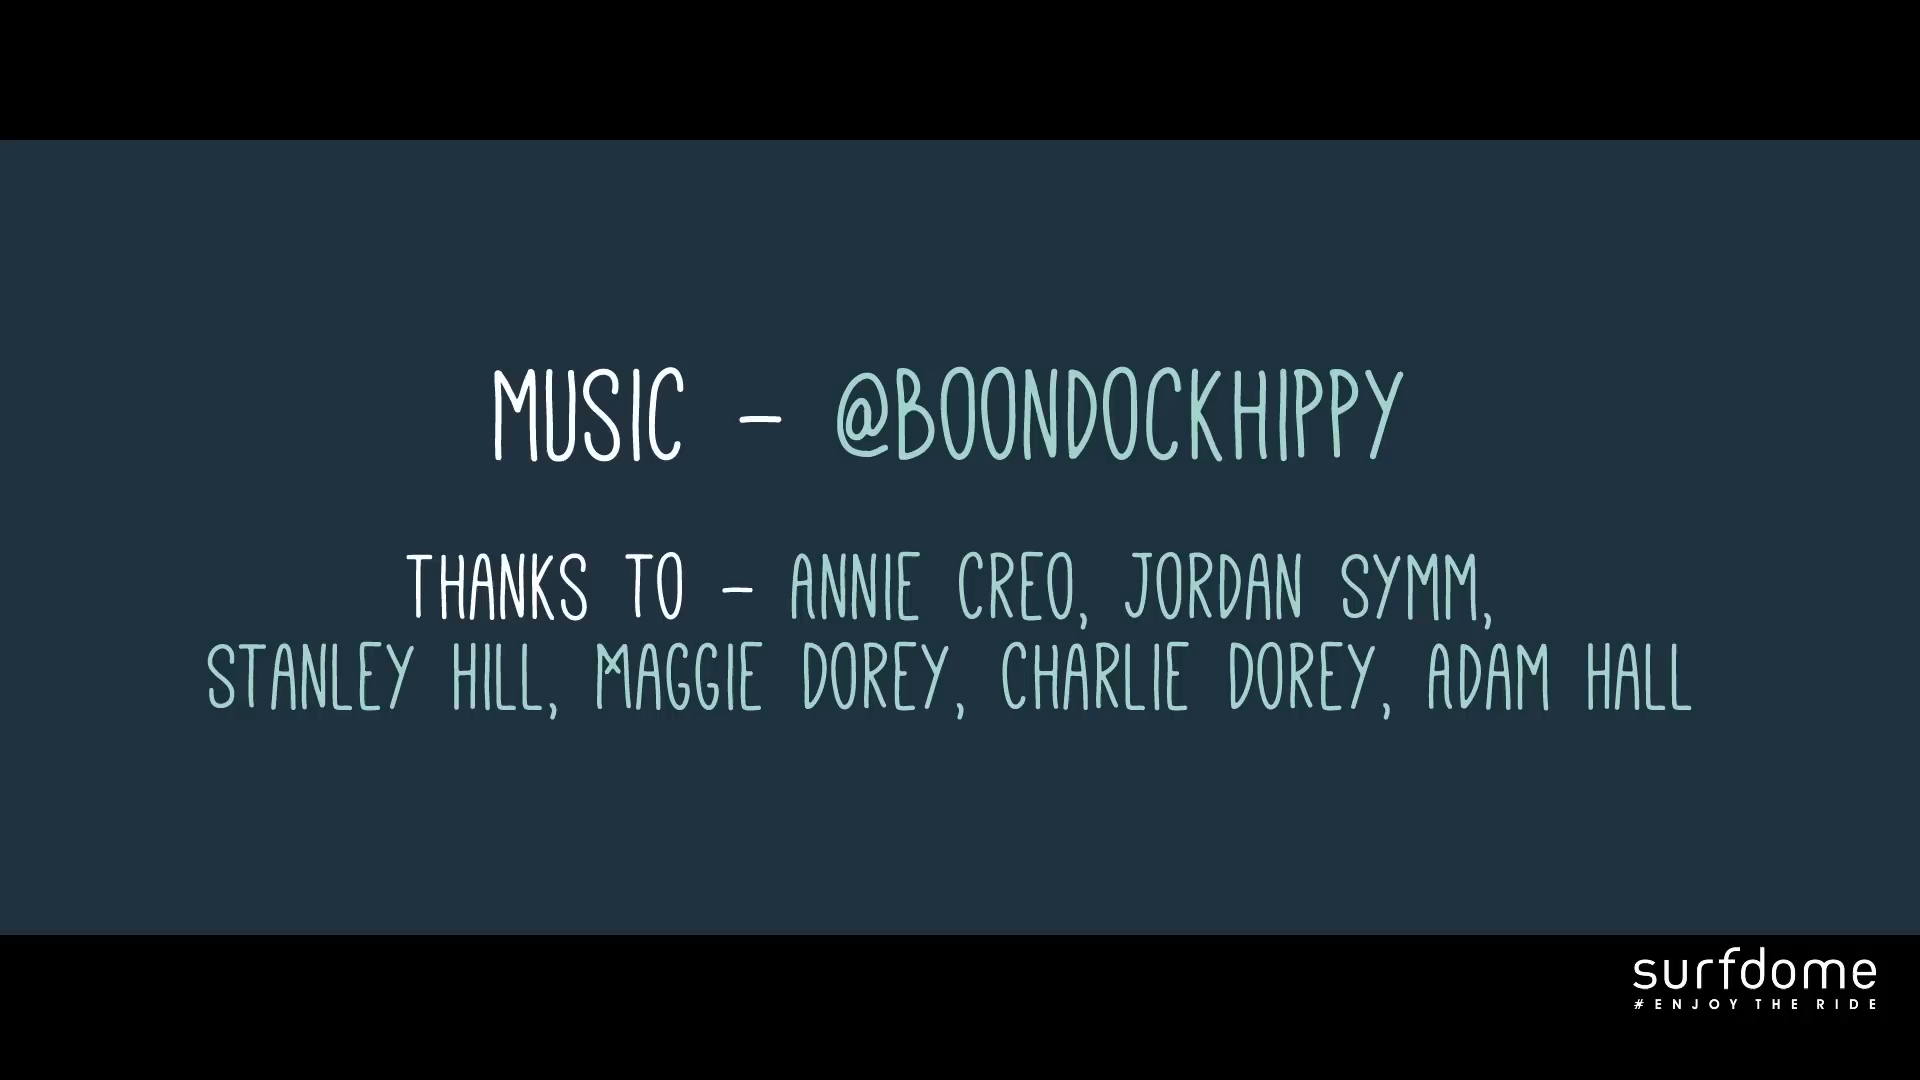 MUSIC - @BOONDOCKHIPPY
THANKS TO - ANNIE CREO, JORDAN SYMM,
STANLEY HILL, MAGGIE DOREY, CHARLIE DOREY, ADAM HALL
surfdome
#ENJOY THE RIDE